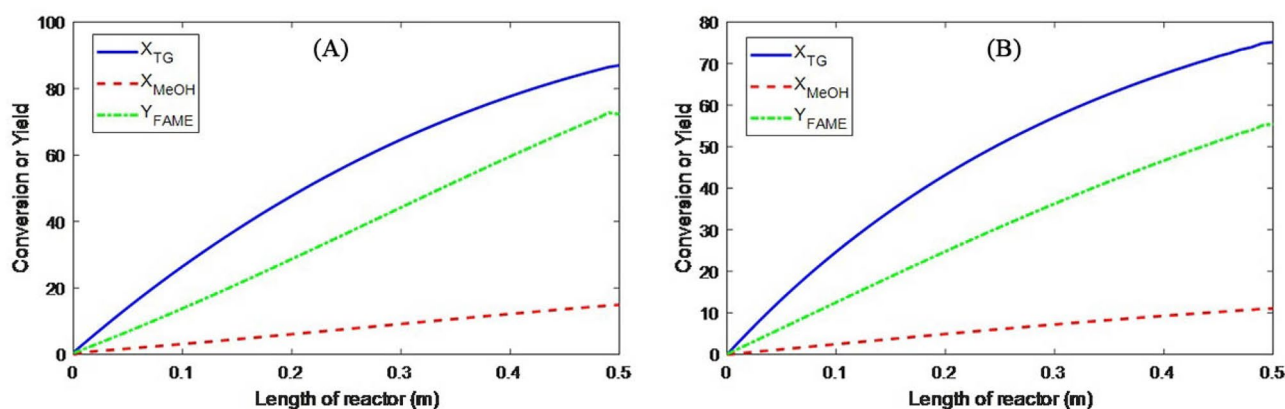 (A)
X_TG
X_MeOH
Y_FAME
100
80
60
40
20
0
Conversion or Yield
0 0.1 0.2 0.3 0.4 0.5
Length of reactor (m)
(B)
X_TG
X_MeOH
Y_FAME
80
70
60
50
40
30
20
10
0
Conversion or Yield
0 0.1 0.2 0.3 0.4 0.5
Length of reactor (m)